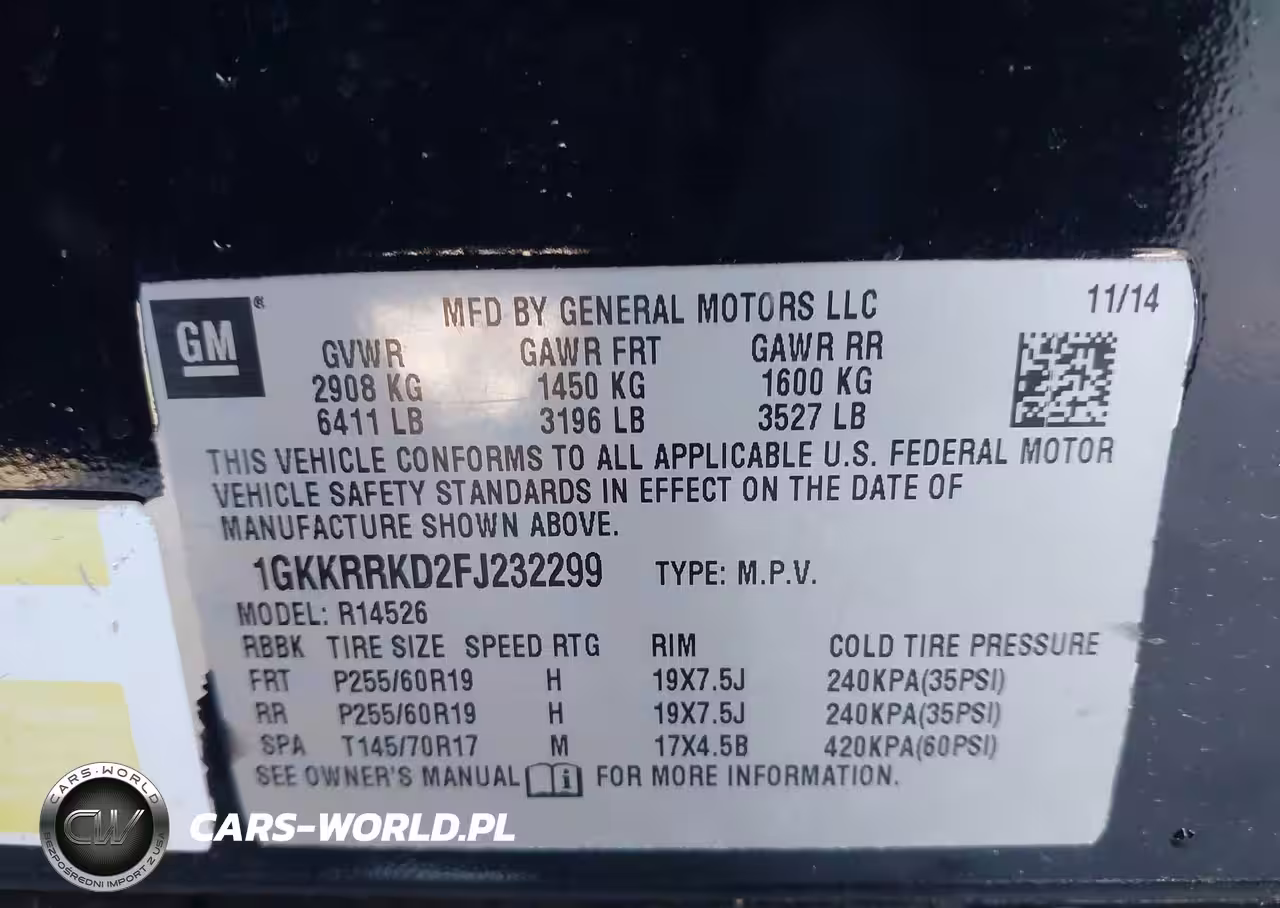 GM ®
MFD BY GENERAL MOTORS LLC 11/14
GVWR GAWR FRT GAWR RR
2908 KG 1450 KG 1600 KG
6411 LB 3196 LB 3527 LB
THIS VEHICLE CONFORMS TO ALL APPLICABLE U.S. FEDERAL MOTOR
VEHICLE SAFETY STANDARDS IN EFFECT ON THE DATE OF
MANUFACTURE SHOWN ABOVE.
1GKKRRKD2FJ232299 TYPE: M.P.V.
MODEL: R14526
RBBK TIRE SIZE SPEED RTG RIM COLD TIRE PRESSURE
FRT P255/60R19 H 19X7.5J 240KPA(35PSI)
RR P255/60R19 H 19X7.5J 240KPA(35PSI)
SPA T145/70R17 M 17X4.5B 420KPA(60PSI)
SEE OWNER'S MANUAL i FOR MORE INFORMATION.
CARS-WORLD
CW
BEZPOŚREDNI IMPORT Z USA
CARS-WORLD.PL